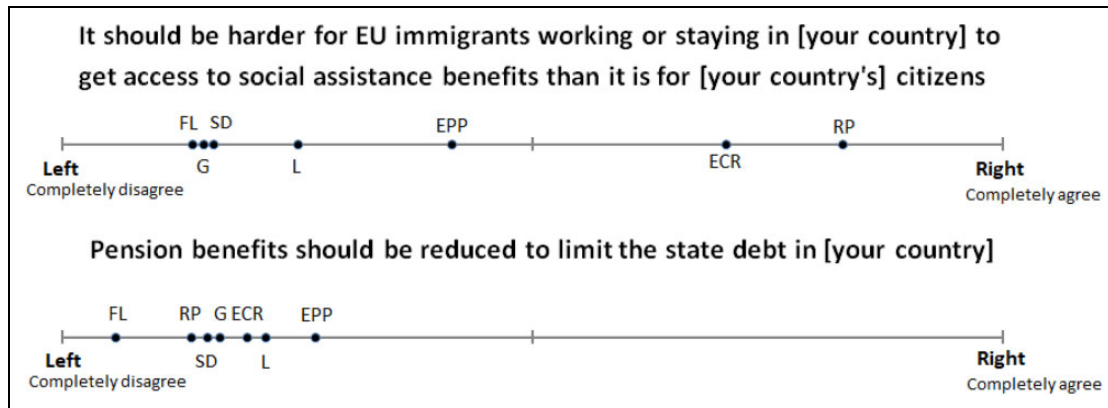 It should be harder for EU immigrants working or staying in [your country] to
get access to social assistance benefits than it is for [your country's] citizens
FL SD EPP RP
G L ECR
Left Right
Completely disagree Completely agree
Pension benefits should be reduced to limit the state debt in [your country]
FL RP G ECR EPP
SD L
Left Right
Completely disagree Completely agree